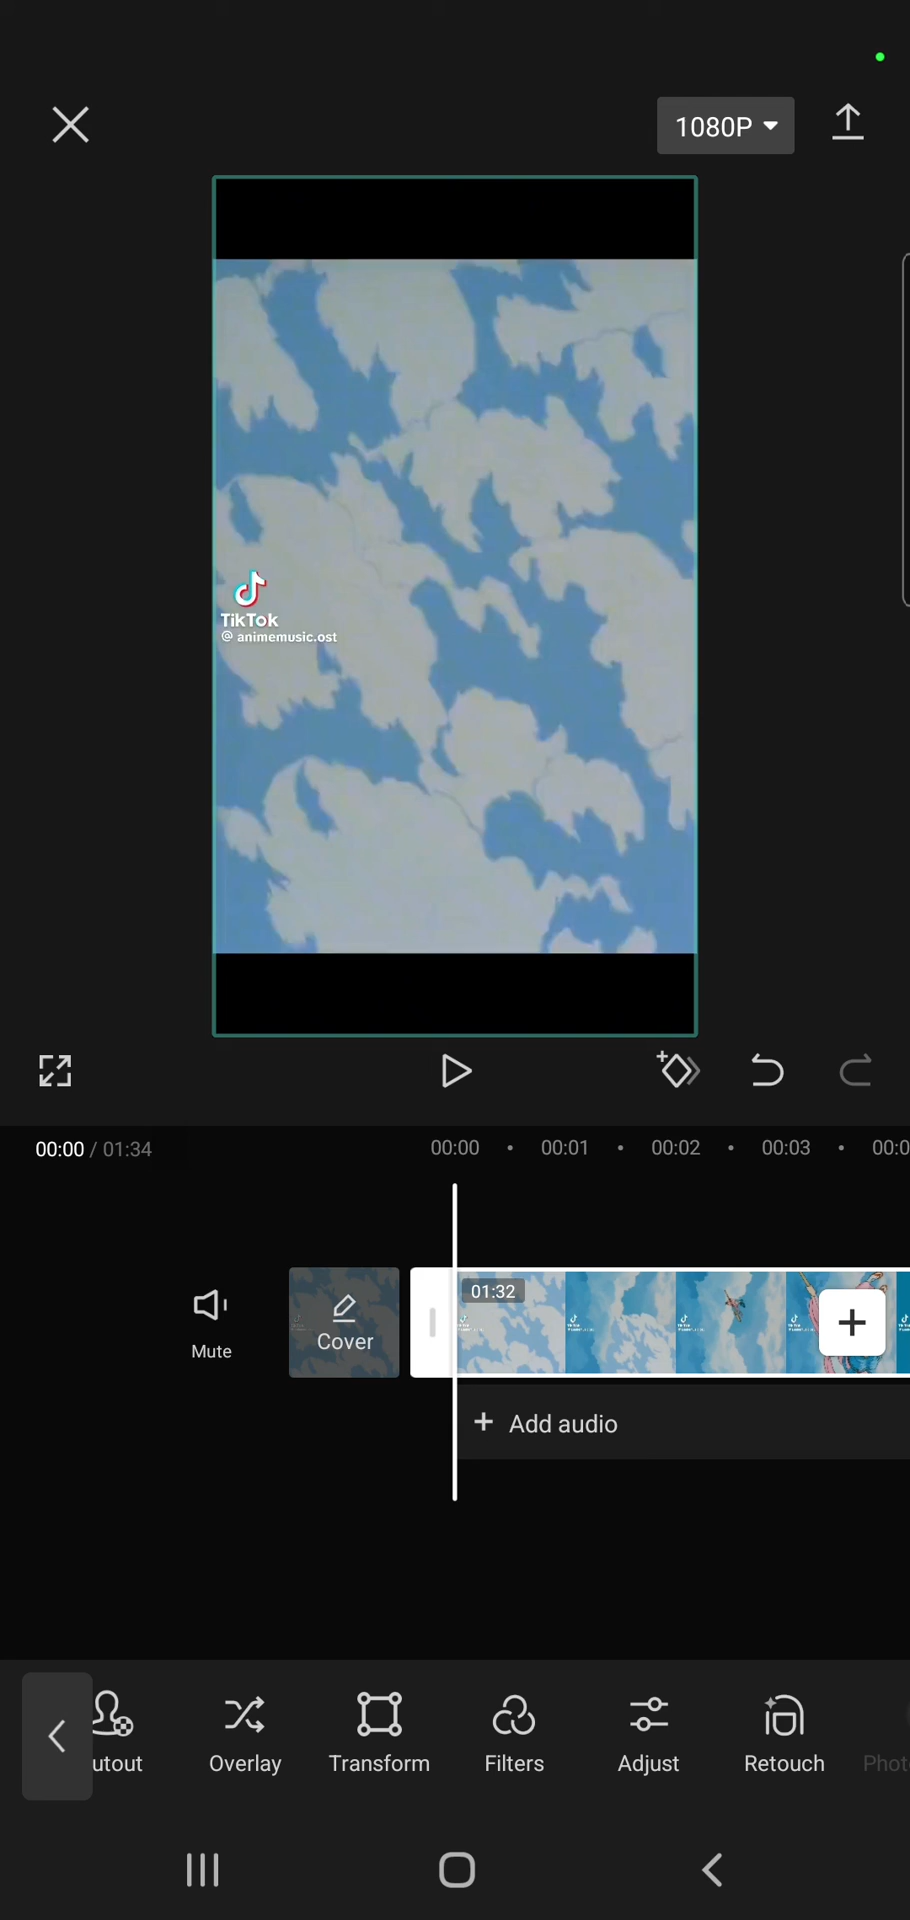 1080P
TikTok
@ animemusic.ost
00:00 / 01:34
00:00
00:01
00:02
00:03
Mute
Cover
01:32
Add audio
utout
Overlay
Transform
Filters
Adjust
Retouch
Phot